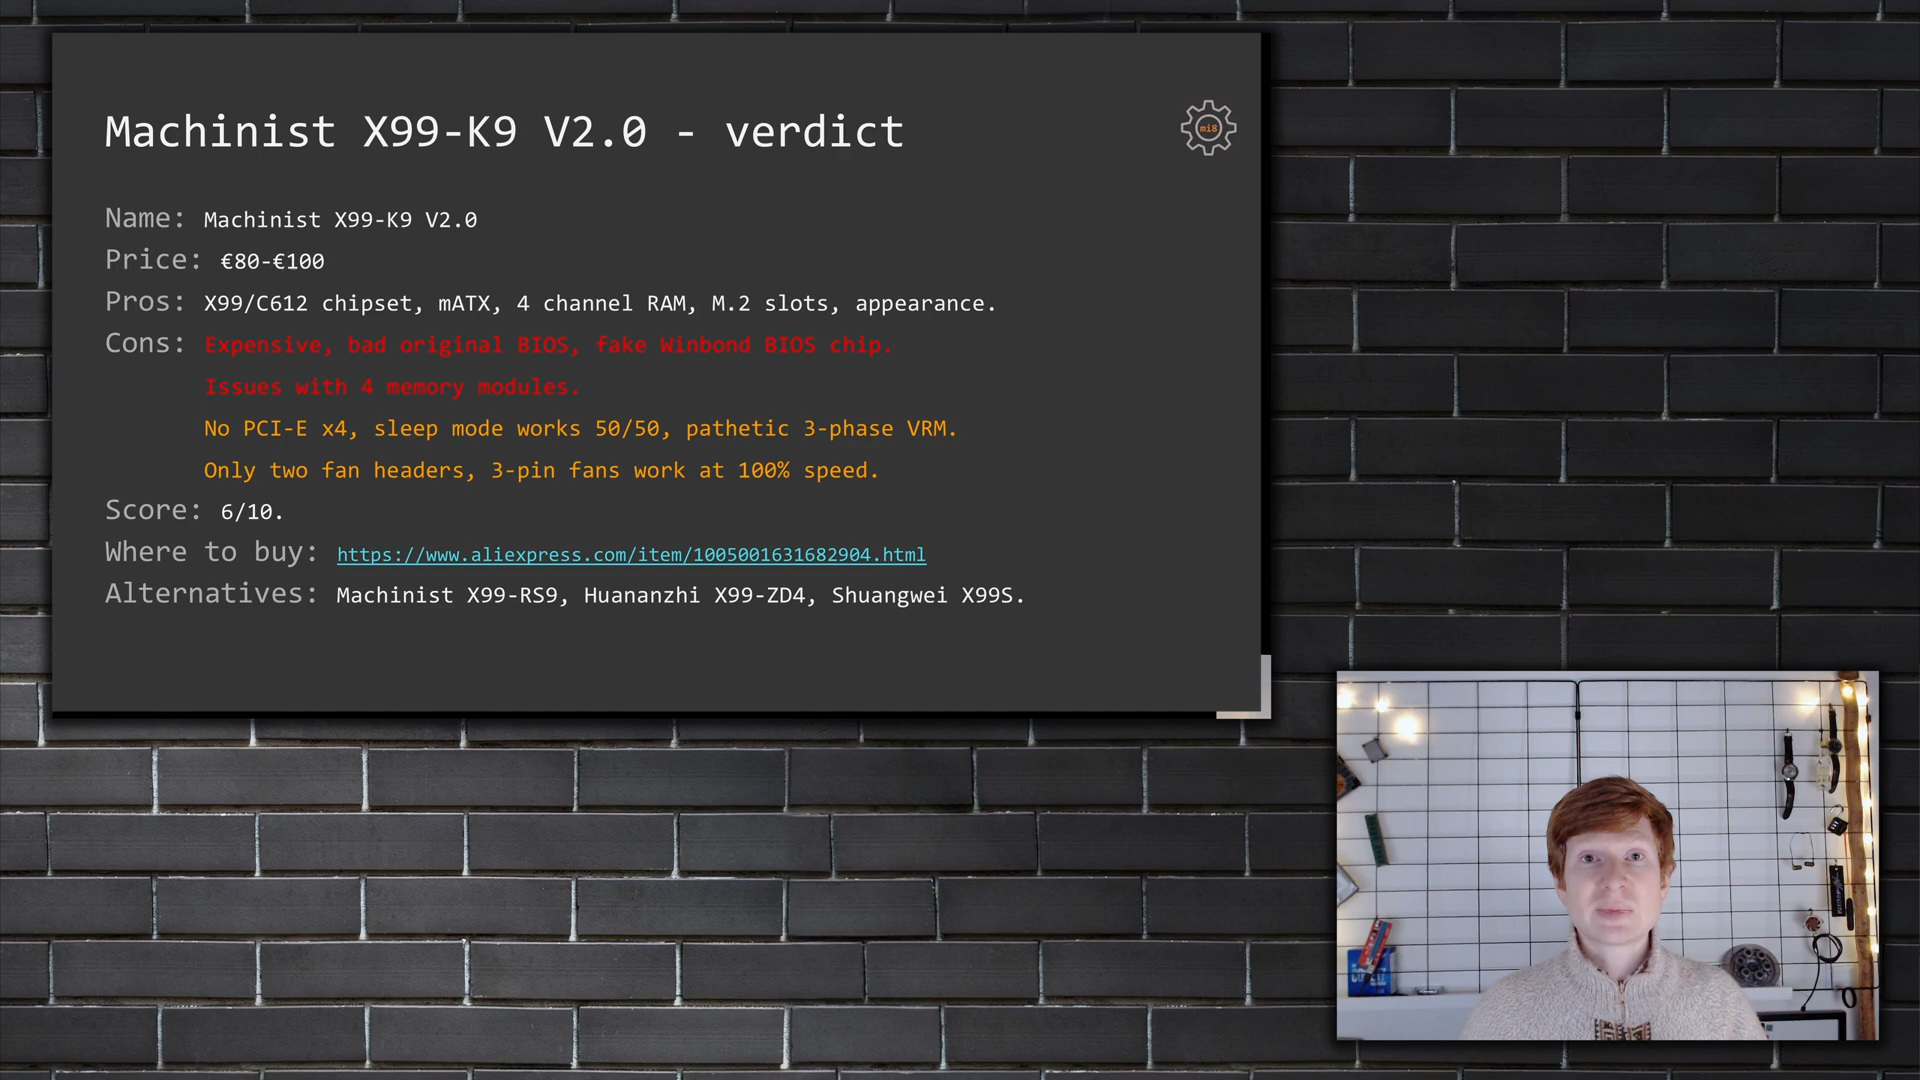 Machinist X99-K9 V2.0 - verdict
mi8
Name: Machinist X99-K9 V2.0
Price: €80-€100
Pros: X99/C612 chipset, mATX, 4 channel RAM, M.2 slots, appearance.
Cons: Expensive, bad original BIOS, fake Winbond BIOS chip.
Issues with 4 memory modules.
No PCI-E x4, sleep mode works 50/50, pathetic 3-phase VRM.
Only two fan headers, 3-pin fans work at 100% speed.
Score: 6/10.
Where to buy: https://www.aliexpress.com/item/1005001631682904.html
Alternatives: Machinist X99-RS9, Huananzhi X99-ZD4, Shuangwei X99S.